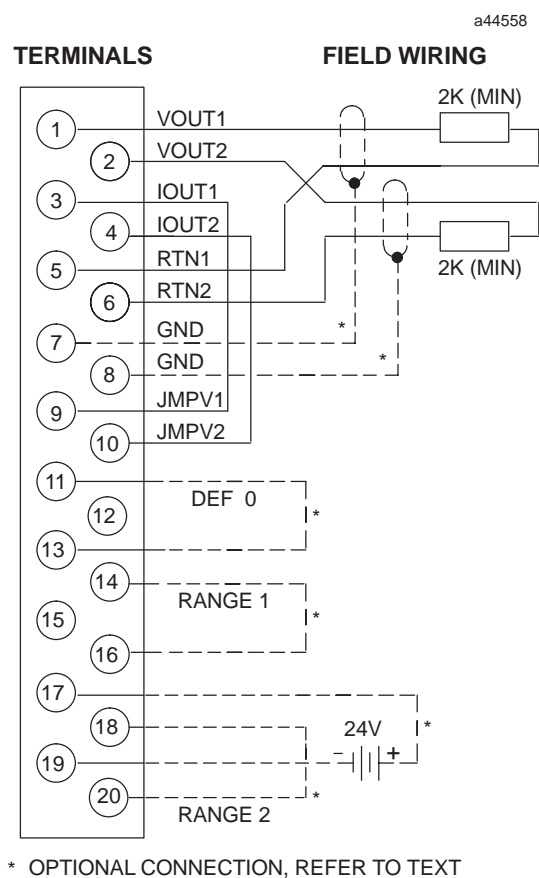 a44558
TERMINALS FIELD WIRING
2K (MIN)
1 VOUT1
2 VOUT2
3 IOUT1
4 IOUT2
5 RTN1
2K (MIN)
6 RTN2
7 GND *
8 GND *
9 JMPV1
10 JMPV2
11
DEF 0
12 *
13
14
RANGE 1
15 *
16
17
18 24V *
19 - +
20 *
RANGE 2
* OPTIONAL CONNECTION, REFER TO TEXT